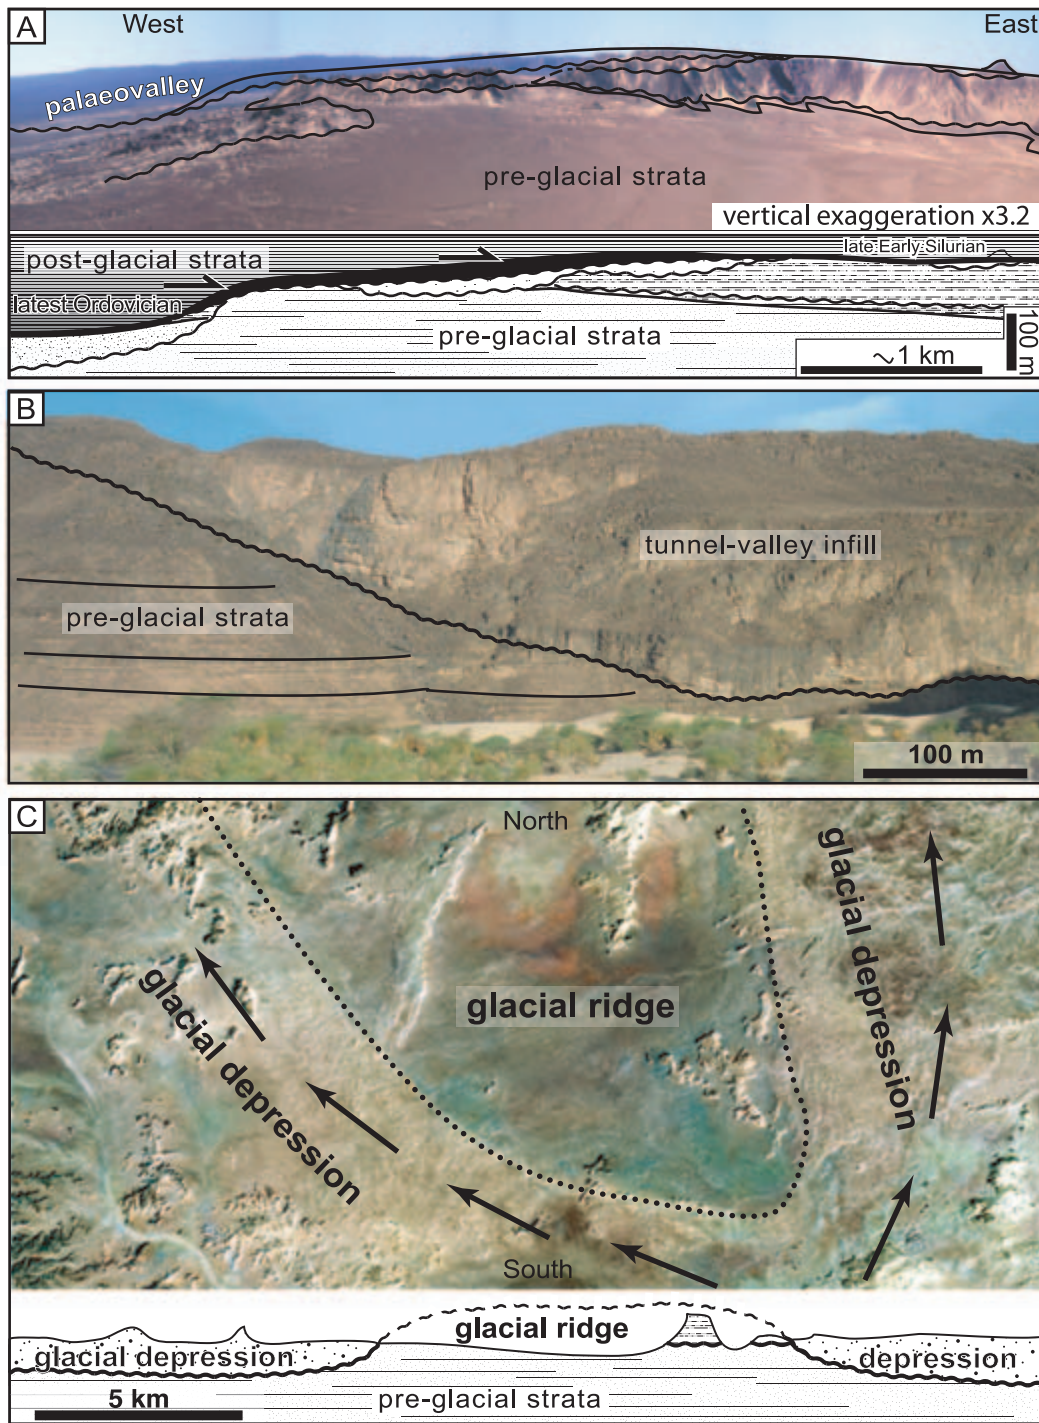 A
West
East
palaeovalley
pre-glacial strata
vertical exaggeration x3.2
post-glacial strata
late Early Silurian
latest Ordovician
pre-glacial strata
100 m
~1 km
B
tunnel-valley infill
pre-glacial strata
100 m
C
North
glacial depression
glacial depression
glacial ridge
South
glacial ridge
glacial depression
depression
5 km
pre-glacial strata